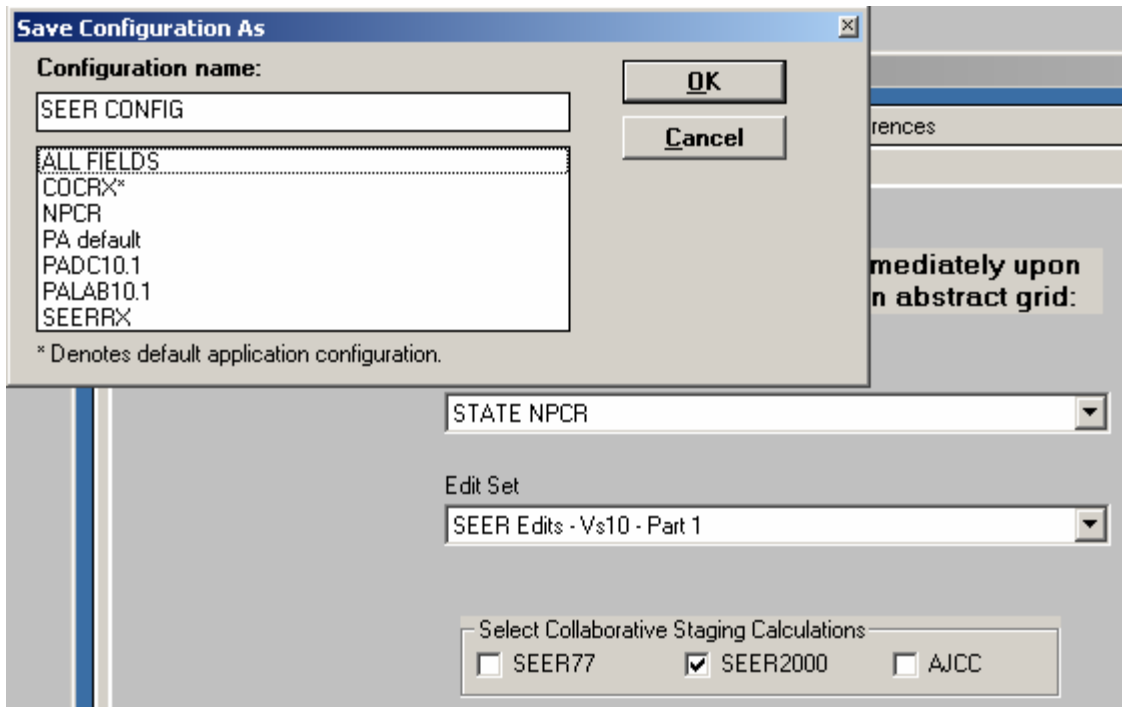 Save Configuration As
Configuration name:
OK
SEER CONFIG
Cancel
rences
ALL FIELDS
COCRX*
NPCR
PA default
PADC10.1
PALAB10.1
SEERRX
mediately upon
n abstract grid:
* Denotes default application configuration.
STATE NPCR
Edit Set
SEER Edits - Vs10 - Part 1
Select Collaborative Staging Calculations
SEER77 SEER2000 AJCC